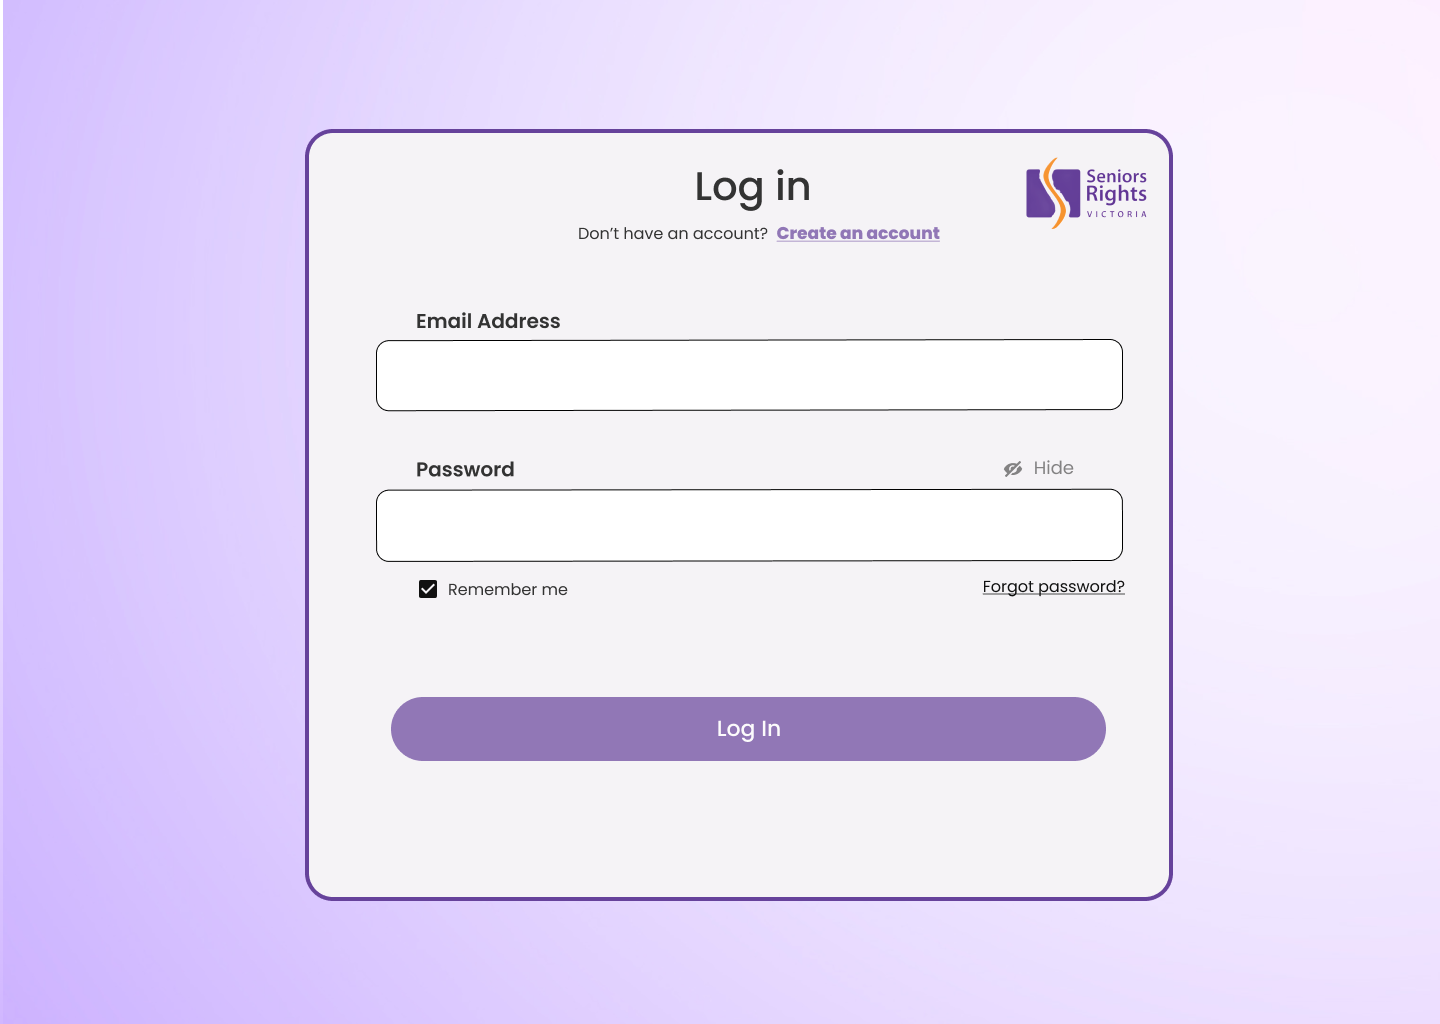 Log in
Seniors
Rights
VICTORIA
Don’t have an account? Create an account
Email Address
Password
Hide
Remember me
Forgot password?
Log In